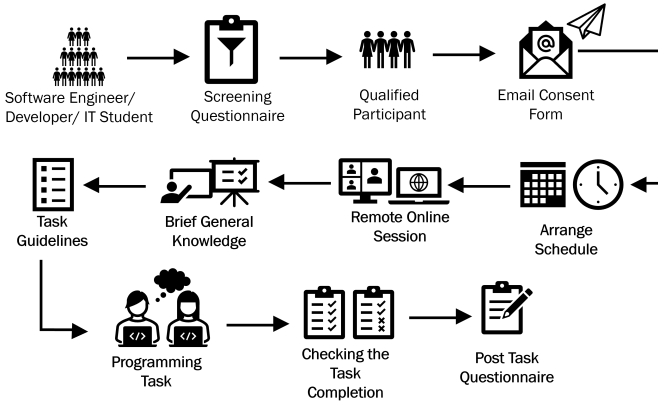 Software Engineer/
Developer/ IT Student
Screening
Questionnaire
Qualified
Participant
@
Email Consent
Form
Task
Guidelines
Brief General
Knowledge
Remote Online
Session
Arrange
Schedule
</>
</>
Programming
Task
Checking the
Task
Completion
Post Task
Questionnaire